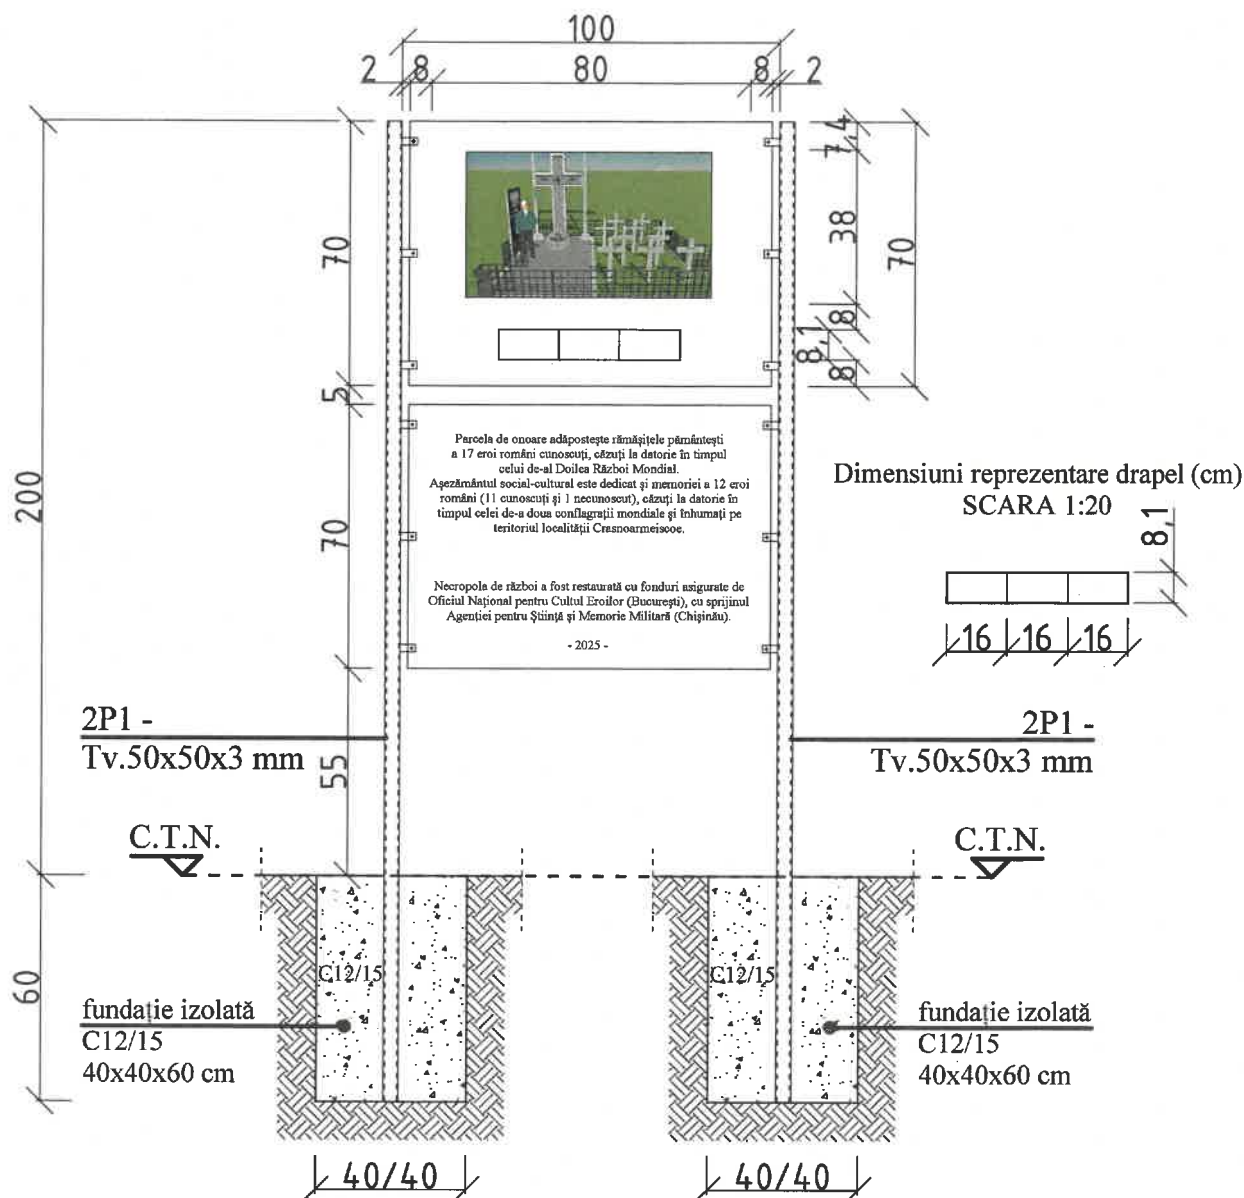 100
2 8 80 8 2
7,4
38
70
8
8,1
8
70
5
70
55
200
60
Parcela de onoare adăpostește rămășițele pământești
a 17 eroi români cunoscuți, căzuți la datorie în timpul
celui de-al Doilea Război Mondial.
Așezământul social-cultural este dedicat și memoriei a 12 eroi
români (11 cunoscuți și 1 necunoscut), căzuți la datorie în
timpul celei de-a doua conflagrații mondiale și înhumați pe
teritoriul localității Crasnoarmeiscoe.
Necropola de război a fost restaurată cu fonduri asigurate de
Oficiul Național pentru Cultul Eroilor (București), cu sprijinul
Agenției pentru Știință și Memorie Militară (Chișinău).
- 2025 -
Dimensiuni reprezentare drapel (cm)
SCARA 1:20
8,1
16 16 16
2P1 -
Tv.50x50x3 mm
2P1 -
Tv.50x50x3 mm
C.T.N.
C.T.N.
C12/15
C12/15
fundație izolată
C12/15
40x40x60 cm
fundație izolată
C12/15
40x40x60 cm
40/40
40/40